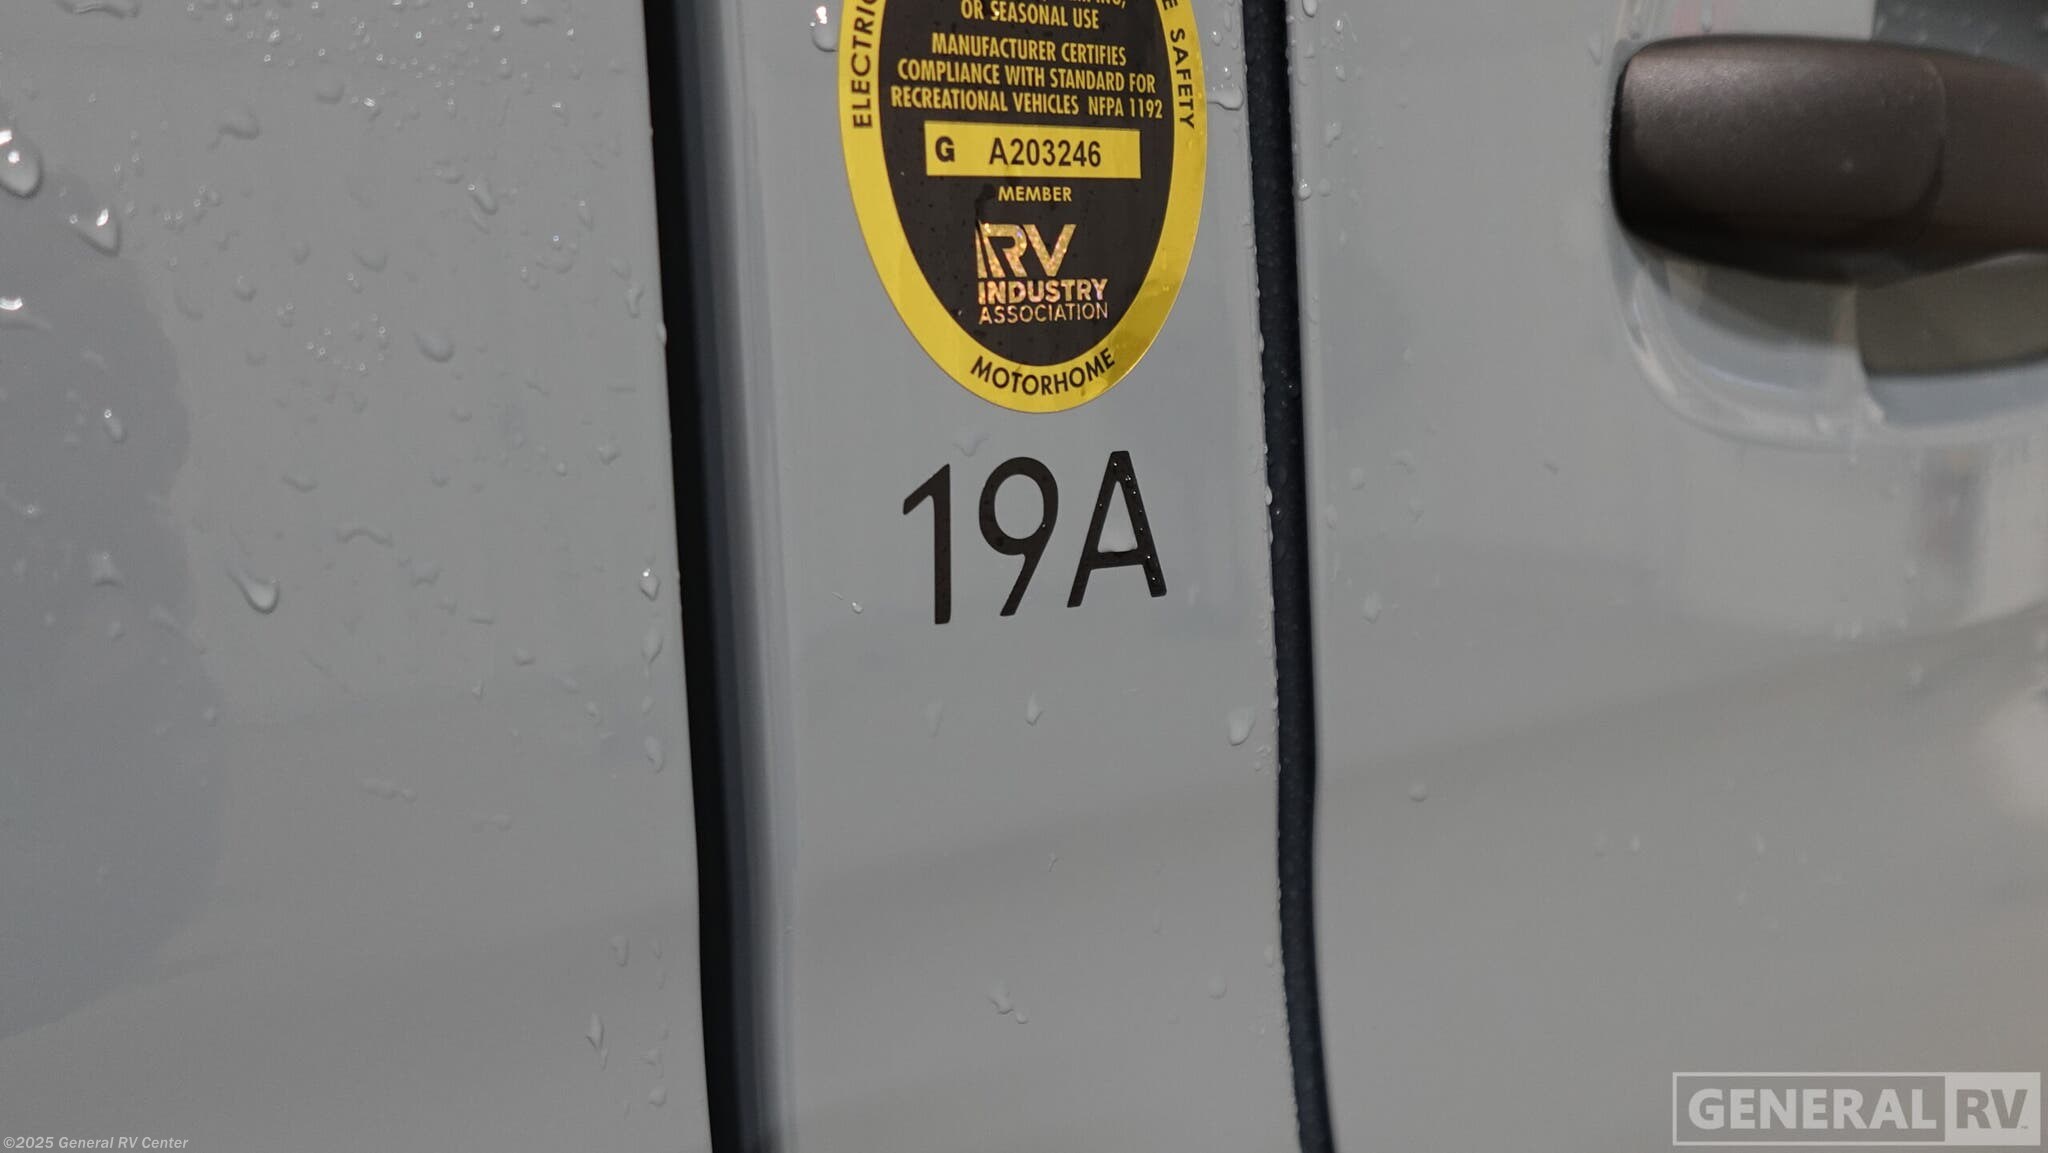 OR SEASONAL USE
MANUFACTURER CERTIFIES
COMPLIANCE WITH STANDARD FOR
RECREATIONAL VEHICLES NFPA 1192
G A203246
MEMBER
RV
INDUSTRY
ASSOCIATION
MOTORHOME
SAFETY
19A
©2025 General RV Center
GENERAL RV